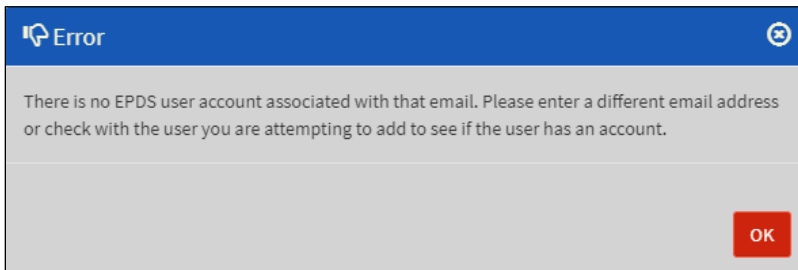 Error
There is no EPDS user account associated with that email. Please enter a different email address
or check with the user you are attempting to add to see if the user has an account.
OK